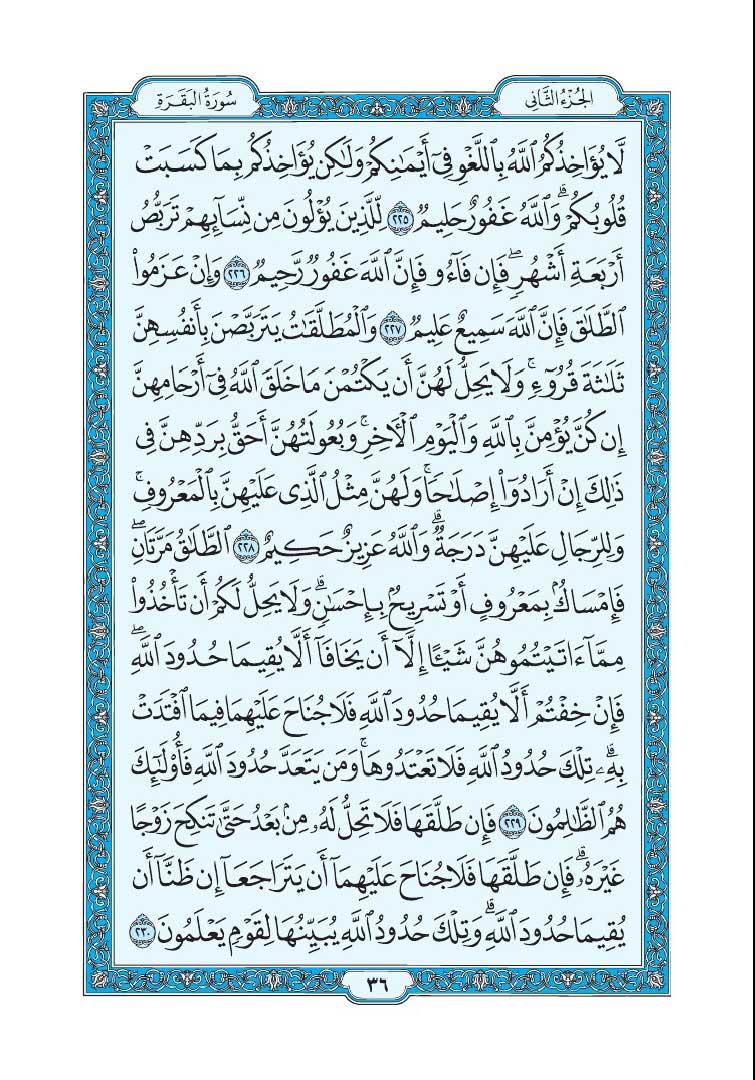 الجُزْءُ الثَّانِي
سُورَةُ البَقَرَةِ
لَّا يُؤَاخِذُكُمُ ٱللَّهُ بِٱللَّغْوِ فِىٓ أَيْمَٰنِكُمْ وَلَٰكِن يُؤَاخِذُكُم بِمَا كَسَبَتْ
قُلُوبُكُمْ ۗ وَٱللَّهُ غَفُورٌ حَلِيمٌ ٢٢٥ لِّلَّذِينَ يُؤْلُونَ مِن نِّسَآئِهِمْ تَرَبُّصُ
أَرْبَعَةِ أَشْهُرٍ ۖ فَإِن فَآءُو فَإِنَّ ٱللَّهَ غَفُورٌ رَّحِيمٌ ٢٢٦ وَإِنْ عَزَمُوا۟
ٱلطَّلَٰقَ فَإِنَّ ٱللَّهَ سَمِيعٌ عَلِيمٌ ٢٢٧ وَٱلْمُطَلَّقَٰتُ يَتَرَبَّصْنَ بِأَنفُسِهِنَّ
ثَلَٰثَةَ قُرُوٓءٍ ۚ وَلَا يَحِلُّ لَهُنَّ أَن يَكْتُمْنَ مَا خَلَقَ ٱللَّهُ فِىٓ أَرْحَامِهِنَّ
إِن كُنَّ يُؤْمِنَّ بِٱللَّهِ وَٱلْيَوْمِ ٱلْءَاخِرِ ۚ وَبُعُولَتُهُنَّ أَحَقُّ بِرَدِّهِنَّ فِى
ذَٰلِكَ إِنْ أَرَادُوٓا۟ إِصْلَٰحًا ۚ وَلَهُنَّ مِثْلُ ٱلَّذِى عَلَيْهِنَّ بِٱلْمَعْرُوفِ ۚ
وَلِلرِّجَالِ عَلَيْهِنَّ دَرَجَةٌ ۗ وَٱللَّهُ عَزِيزٌ حَكِيمٌ ٢٢٨ ٱلطَّلَٰقُ مَرَّتَانِ ۖ
فَإِمْسَاكٌۢ بِمَعْرُوفٍ أَوْ تَسْرِيحٌۢ بِإِحْسَٰنٍ ۗ وَلَا يَحِلُّ لَكُمْ أَن تَأْخُذُوا۟
مِمَّآ ءَاتَيْتُمُوهُنَّ شَيْـًٔا إِلَّآ أَن يَخَافَآ أَلَّا يُقِيمَا حُدُودَ ٱللَّهِ ۖ
فَإِنْ خِفْتُمْ أَلَّا يُقِيمَا حُدُودَ ٱللَّهِ فَلَا جُنَاحَ عَلَيْهِمَا فِيمَا ٱفْتَدَتْ
بِهِۦ ۗ تِلْكَ حُدُودُ ٱللَّهِ فَلَا تَعْتَدُوهَا ۚ وَمَن يَتَعَدَّ حُدُودَ ٱللَّهِ فَأُو۟لَٰٓئِكَ
هُمُ ٱلظَّٰلِمُونَ ٢٢٩ فَإِن طَلَّقَهَا فَلَا تَحِلُّ لَهُۥ مِنۢ بَعْدُ حَتَّىٰ تَنكِحَ زَوْجًا
غَيْرَهُۥ ۗ فَإِن طَلَّقَهَا فَلَا جُنَاحَ عَلَيْهِمَآ أَن يَتَرَاجَعَآ إِن ظَنَّآ أَن
يُقِيمَا حُدُودَ ٱللَّهِ ۗ وَتِلْكَ حُدُودُ ٱللَّهِ يُبَيِّنُهَا لِقَوْمٍ يَعْلَمُونَ ٢٣٠
٣٦